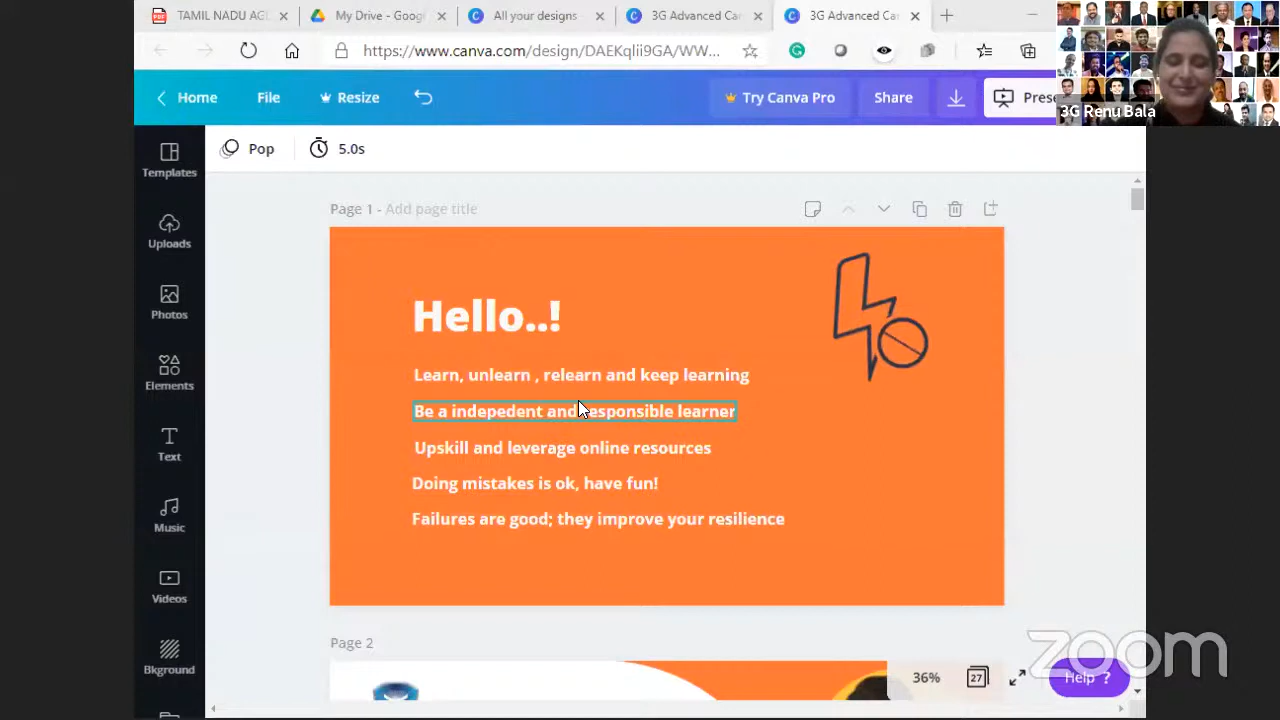 TAMIL NADU AGL
My Drive - Goog
All your designs
3G Advanced Can
3G Advanced Can
https://www.canva.com/design/DAEKqlii9GA/WW...
Home
File
Resize
Try Canva Pro
Share
Prese
3G Renu Bala
Pop
5.0s
Templates
Uploads
Photos
Elements
Text
Music
Videos
Bkground
Page 1 - Add page title
Hello..!
Learn, unlearn , relearn and keep learning
Be a indepedent and responsible learner
Upskill and leverage online resources
Doing mistakes is ok, have fun!
Failures are good; they improve your resilience
Page 2
36%
27
Help ?
zoom